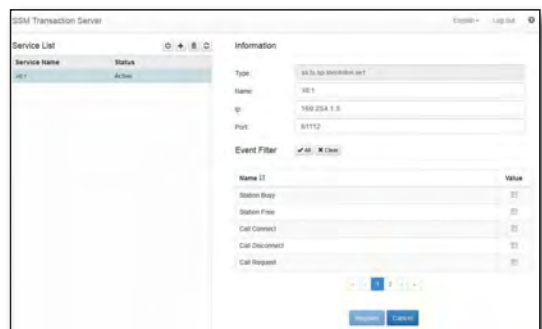 SSM Transaction Server
English
Log out
Service List
Service Name Status
XE1 Active
Information
Type:
Name: XE1
Ip: 169.254.1.5
Port: 61112
Event Filter All Clear
Name Value
Station Busy
Station Free
Call Connect
Call Disconnect
Call Request
1 2
Register Cancel